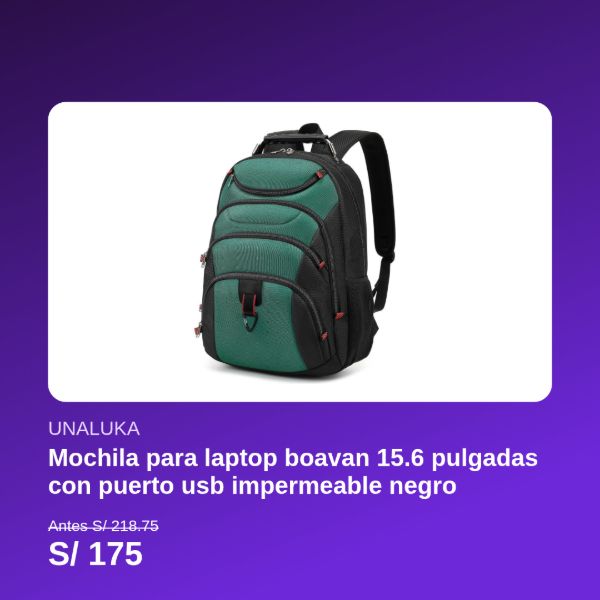 UNALUKA
Mochila para laptop boavan 15.6 pulgadas
con puerto usb impermeable negro
Antes S/ 218.75
S/ 175